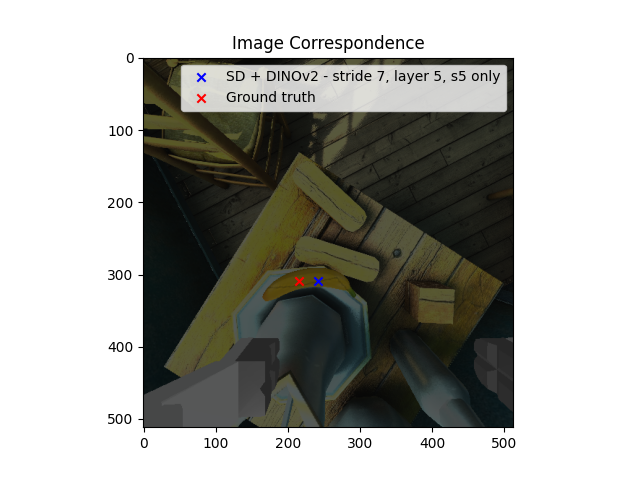 Image Correspondence
SD + DINOv2 - stride 7, layer 5, s5 only
Ground truth
0
100
200
300
400
500
0 100 200 300 400 500